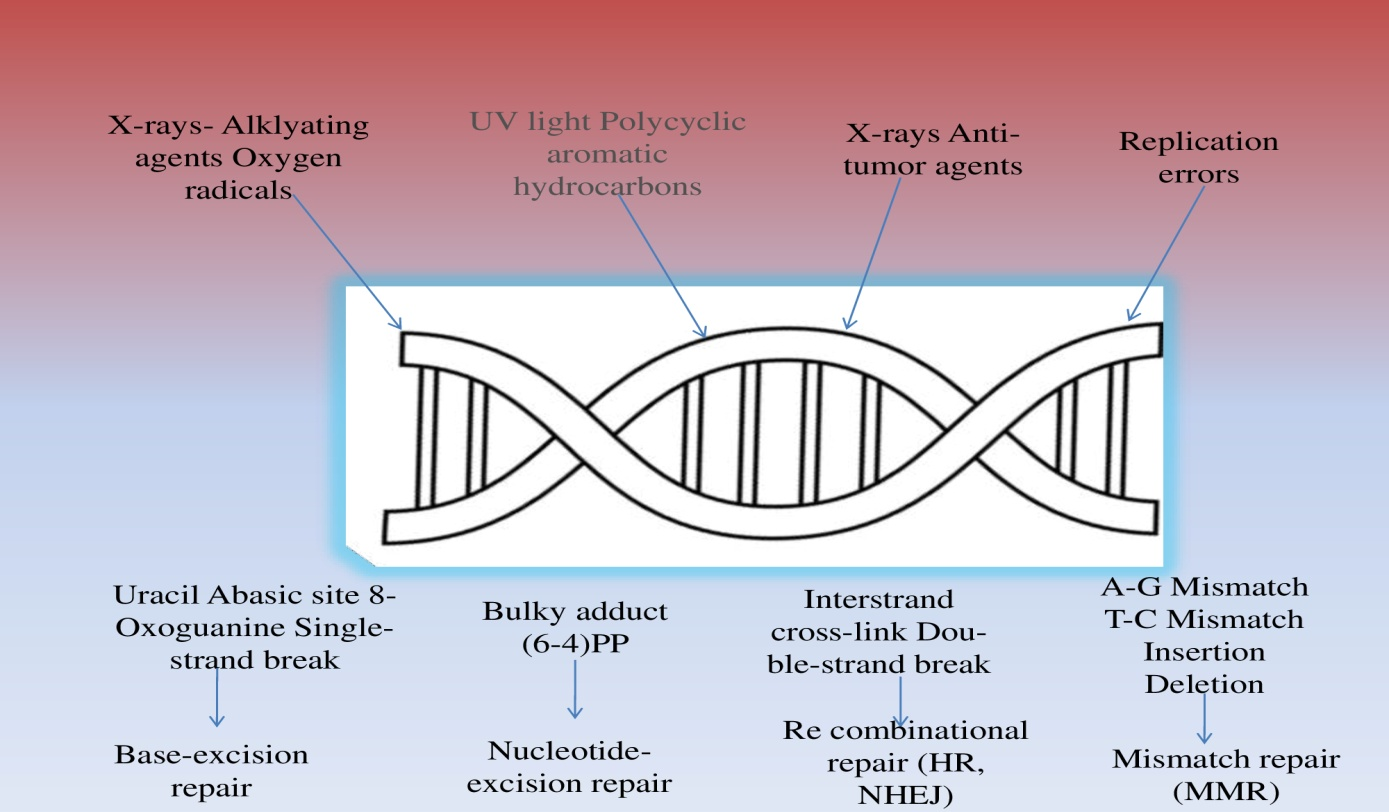 X-rays- Alklyating
agents Oxygen
radicals
UV light Polycyclic
aromatic
hydrocarbons
X-rays Anti-
tumor agents
Replication
errors
Uracil Abasic site 8-
Oxoguanine Single-
strand break
Bulky adduct
(6-4)PP
Interstrand
cross-link Dou-
ble-strand break
A-G Mismatch
T-C Mismatch
Insertion
Deletion
Base-excision
repair
Nucleotide-
excision repair
Re combinational
repair (HR,
NHEJ)
Mismatch repair
(MMR)